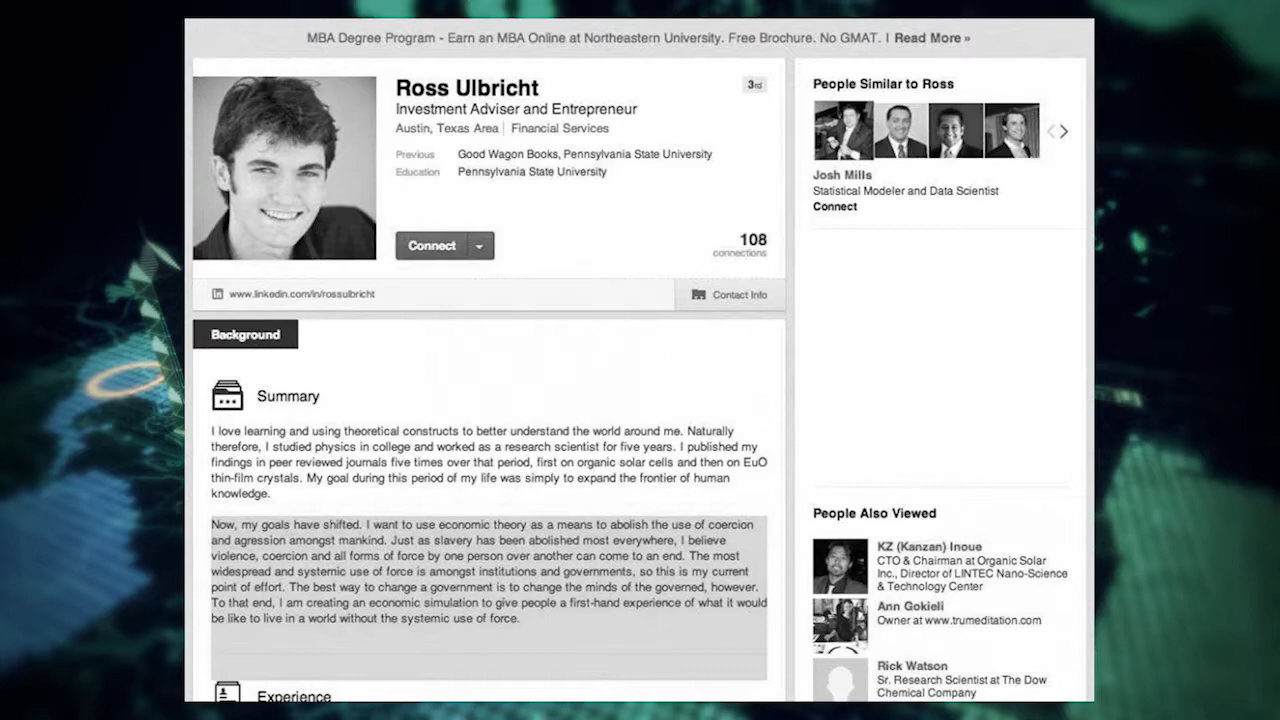 MBA Degree Program - Earn an MBA Online at Northeastern University. Free Brochure. No GMAT. | Read More »
Ross Ulbricht
3rd
Investment Adviser and Entrepreneur
Austin, Texas Area | Financial Services
Previous Good Wagon Books, Pennsylvania State University
Education Pennsylvania State University
Connect
108
connections
www.linkedin.com/in/rossulbricht
Contact Info
Background
Summary
I love learning and using theoretical constructs to better understand the world around me. Naturally
therefore, I studied physics in college and worked as a research scientist for five years. I published my
findings in peer reviewed journals five times over that period, first on organic solar cells and then on EuO
thin-film crystals. My goal during this period of my life was simply to expand the frontier of human
knowledge.
Now, my goals have shifted. I want to use economic theory as a means to abolish the use of coercion
and agression amongst mankind. Just as slavery has been abolished most everywhere, I believe
violence, coercion and all forms of force by one person over another can come to an end. The most
widespread and systemic use of force is amongst institutions and governments, so this is my current
point of effort. The best way to change a government is to change the minds of the governed, however.
To that end, I am creating an economic simulation to give people a first-hand experience of what it would
be like to live in a world without the systemic use of force.
Experience
People Similar to Ross
Josh Mills
Statistical Modeler and Data Scientist
Connect
People Also Viewed
KZ (Kanzan) Inoue
CTO & Chairman at Organic Solar
Inc., Director of LINTEC Nano-Science
& Technology Center
Ann Gokieli
Owner at www.trumeditation.com
Rick Watson
Sr. Research Scientist at The Dow
Chemical Company